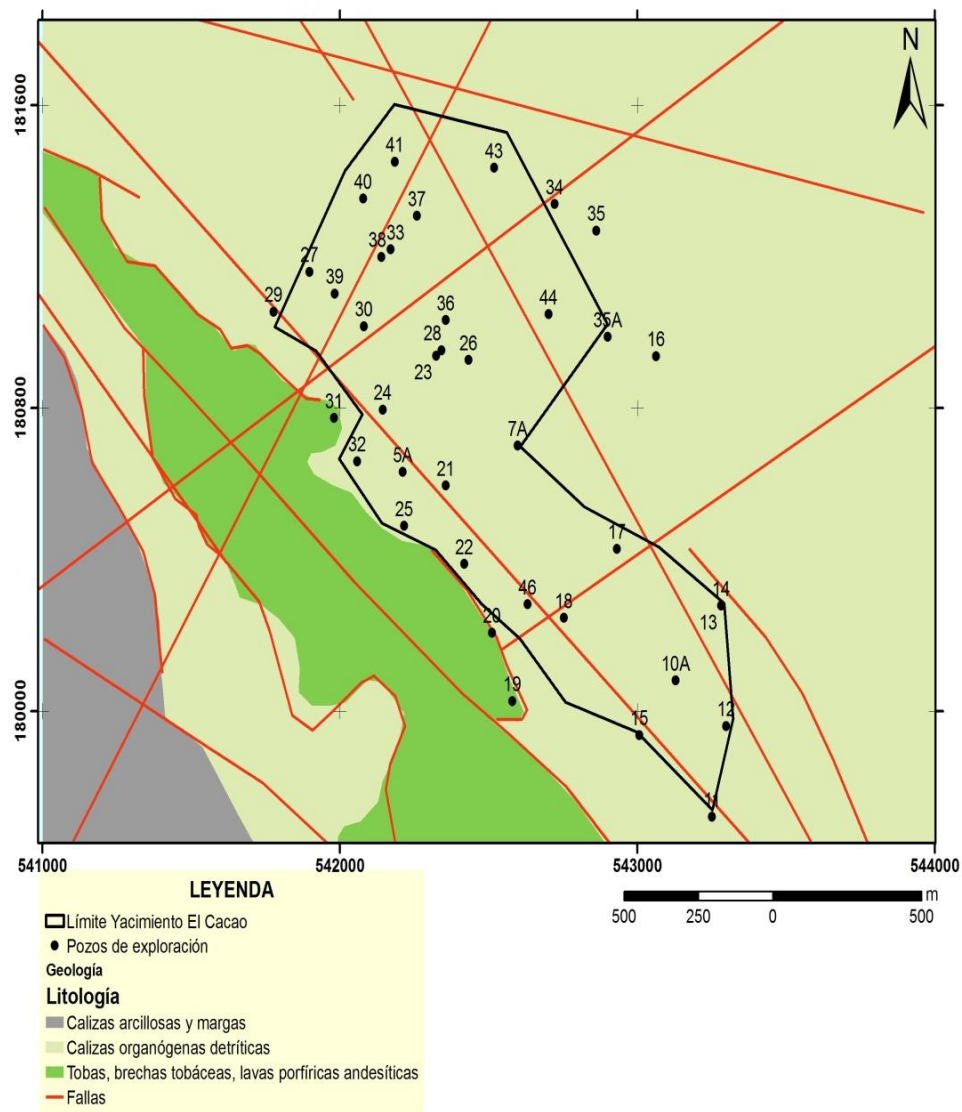 N
181600
180800
180000
41
43
40
34
37
35
33
38
27
39
29
44
30
36
35A
28
26
16
23
24
31
7A
32
5A
21
25
17
22
46
14
18
13
20
10A
19
12
15
11
541000
542000
543000
544000
LEYENDA
Límite Yacimiento El Cacao
Pozos de exploración
Geología
Litología
Calizas arcillosas y margas
Calizas organógenas detríticas
Tobas, brechas tobáceas, lavas porfíricas andesíticas
Fallas
m
500 250 0 500